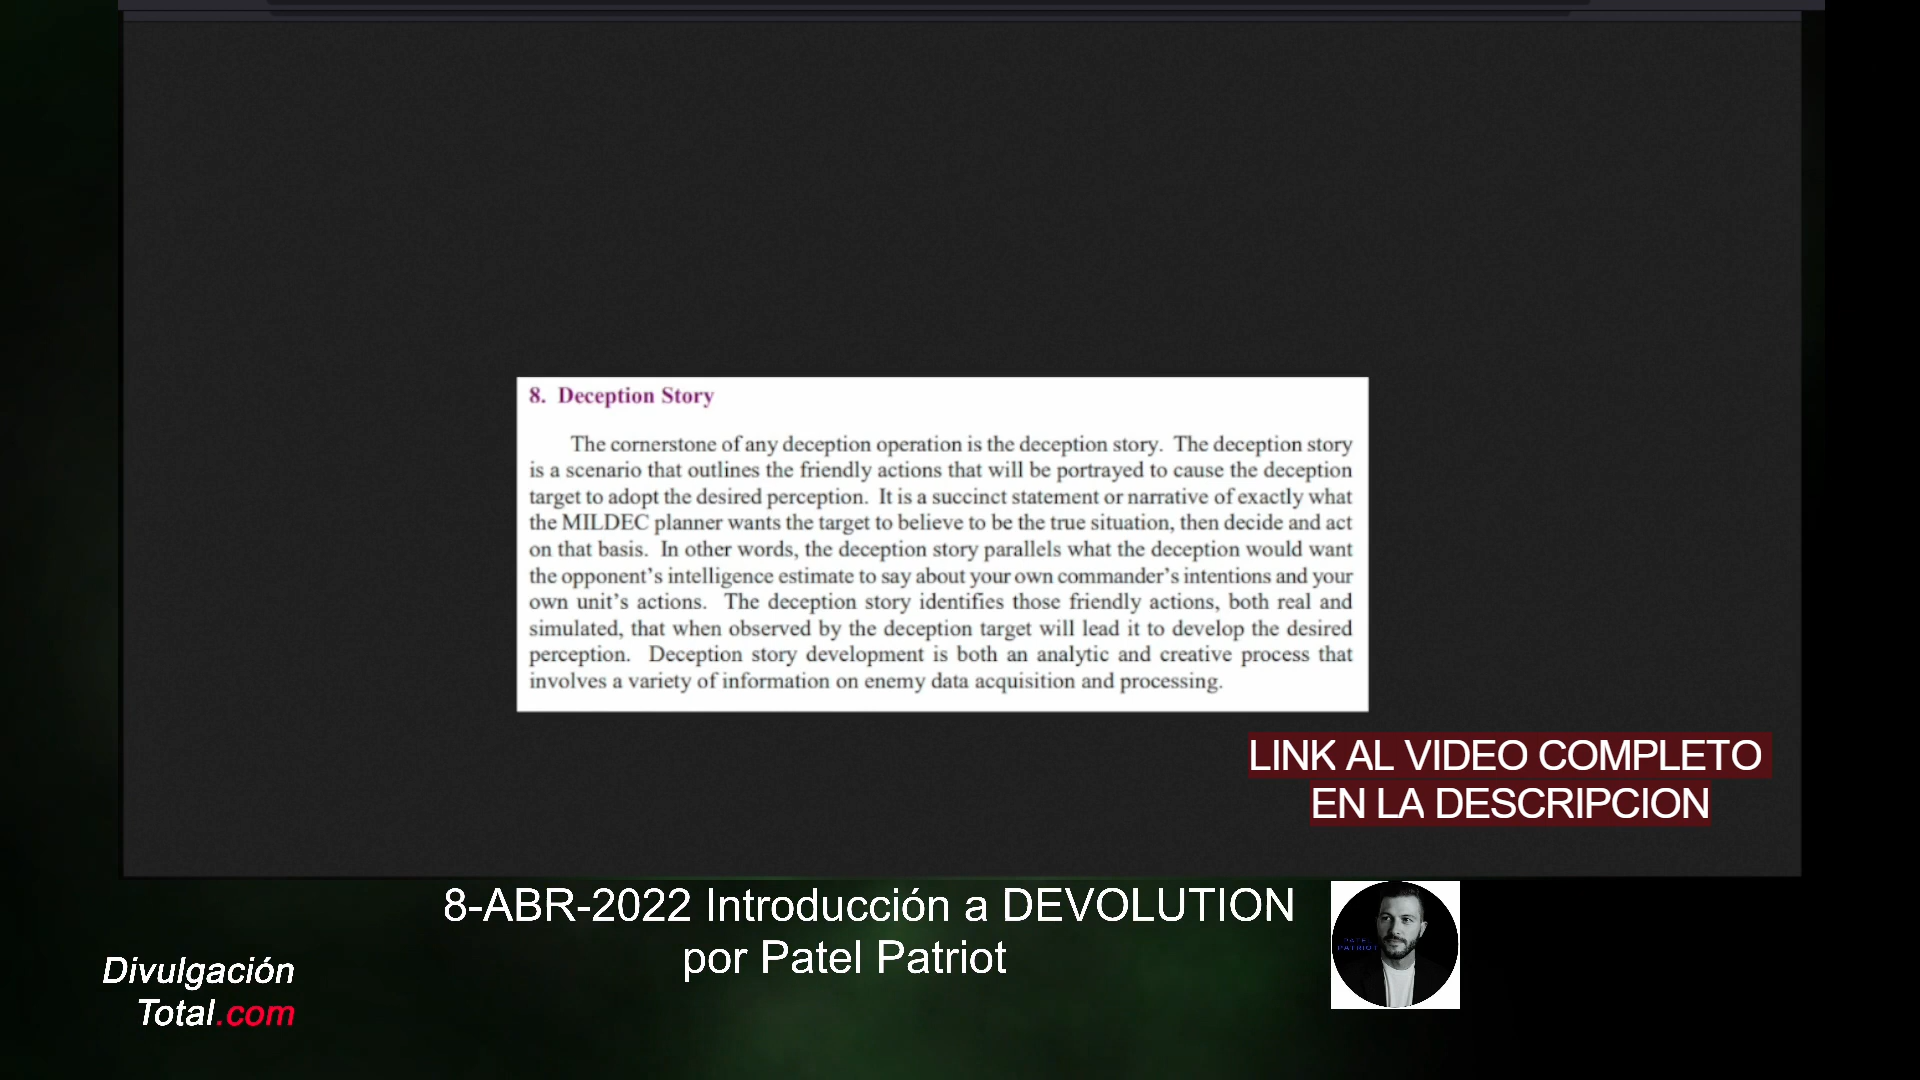 8. Deception Story
The cornerstone of any deception operation is the deception story. The deception story
is a scenario that outlines the friendly actions that will be portrayed to cause the deception
target to adopt the desired perception. It is a succinct statement or narrative of exactly what
the MILDEC planner wants the target to believe to be the true situation, then decide and act
on that basis. In other words, the deception story parallels what the deception would want
the opponent’s intelligence estimate to say about your own commander’s intentions and your
own unit’s actions. The deception story identifies those friendly actions, both real and
simulated, that when observed by the deception target will lead it to develop the desired
perception. Deception story development is both an analytic and creative process that
involves a variety of information on enemy data acquisition and processing.
LINK AL VIDEO COMPLETO
EN LA DESCRIPCION
8-ABR-2022 Introducción a DEVOLUTION
por Patel Patriot
PATRIOT
Divulgación
Total.com